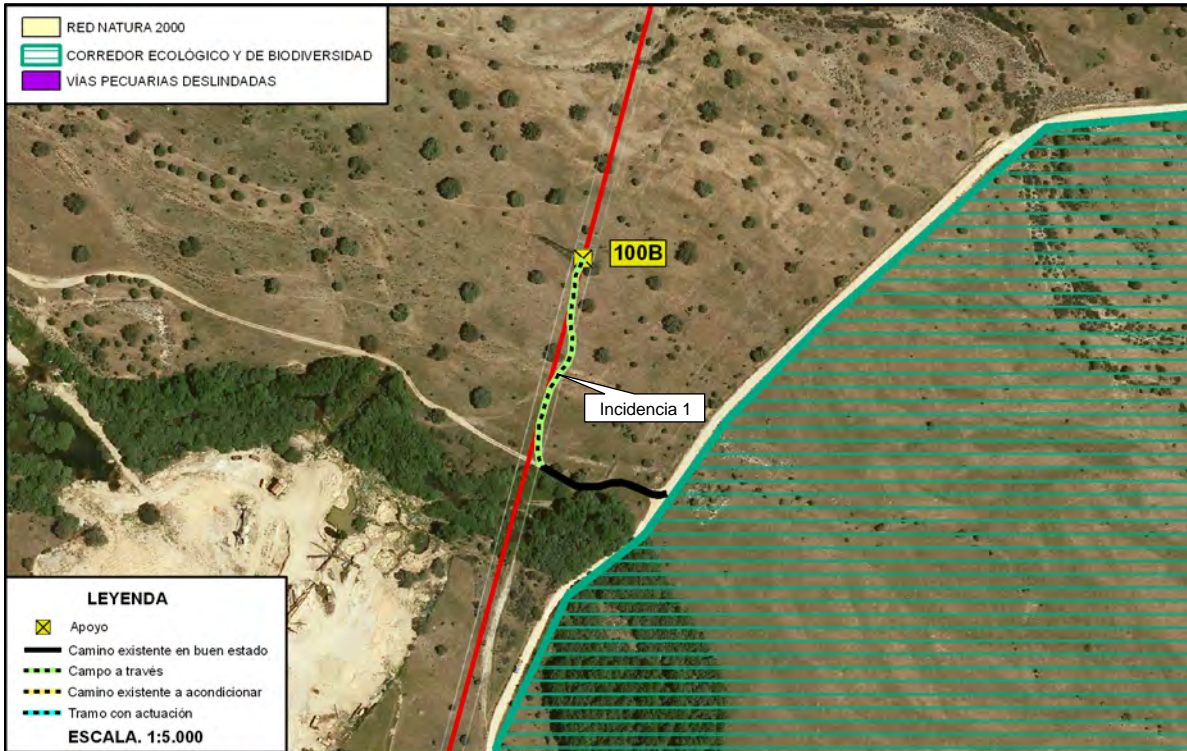 RED NATURA 2000
CORREDOR ECOLÓGICO Y DE BIODIVERSIDAD
VÍAS PECUARIAS DESLINDADAS
100B
Incidencia 1
LEYENDA
Apoyo
Camino existente en buen estado
Campo a través
Camino existente a acondicionar
Tramo con actuación
ESCALA. 1:5.000